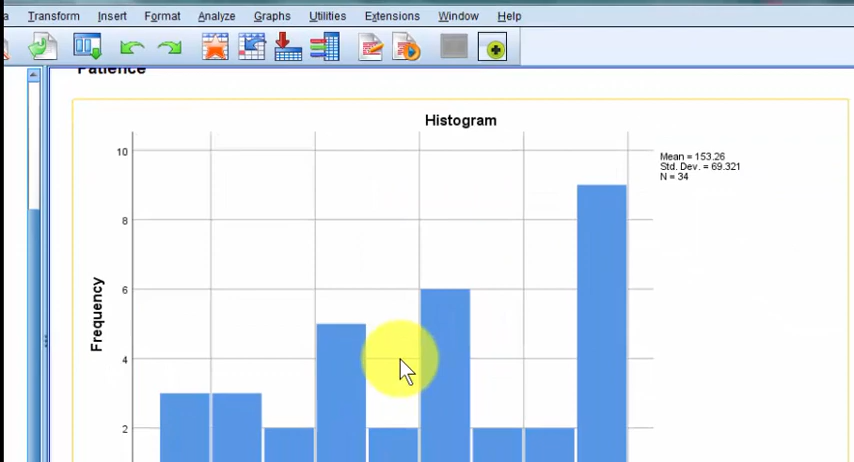 a Transform Insert Format Analyze Graphs Utilities Extensions Window Help
Patience
Histogram
Mean = 153.26
Std. Dev. = 69.321
N = 34
Frequency
10
8
6
4
2